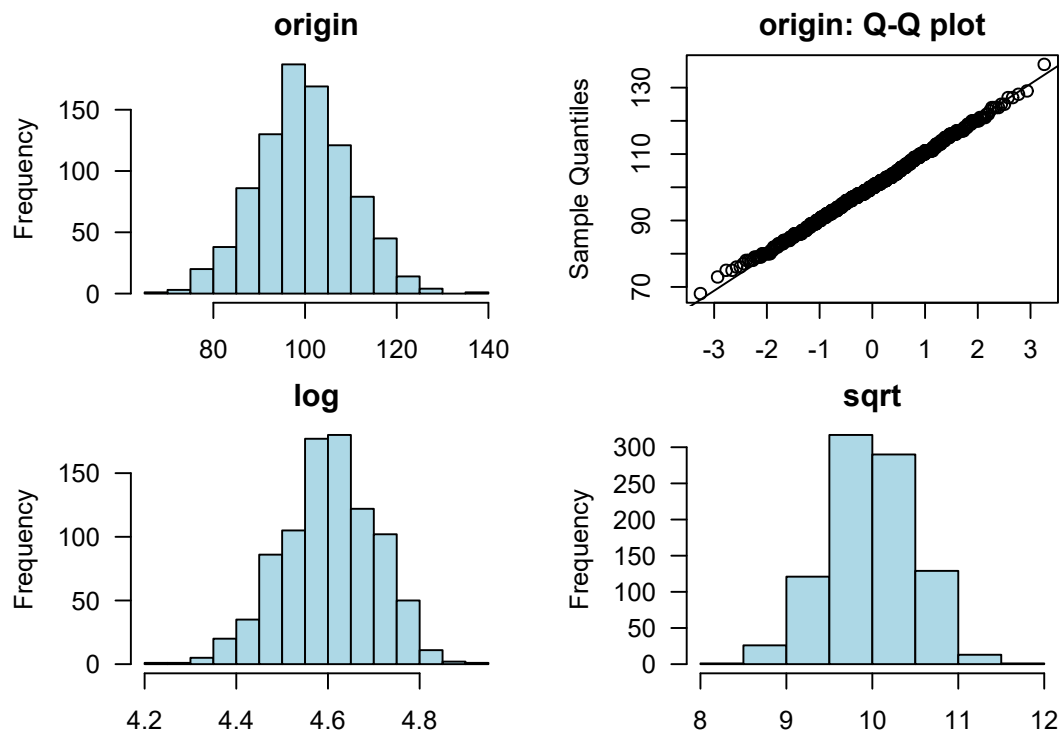 origin
Frequency
150
100
50
0
80 100 120 140
origin: Q-Q plot
Sample Quantiles
130
110
90
70
-3 -2 -1 0 1 2 3
log
Frequency
150
100
50
0
4.2 4.4 4.6 4.8
sqrt
Frequency
300
250
200
150
100
50
0
8 9 10 11 12